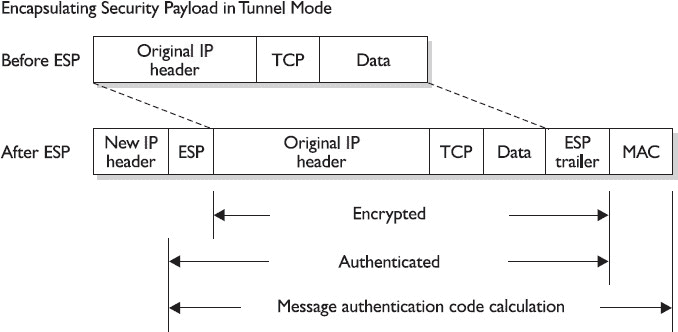 Encapsulating Security Payload in Tunnel Mode
Before ESP
Original IP
header
TCP
Data
After ESP
New IP
header
ESP
Original IP
header
TCP
Data
ESP
trailer
MAC
Encrypted
Authenticated
Message authentication code calculation